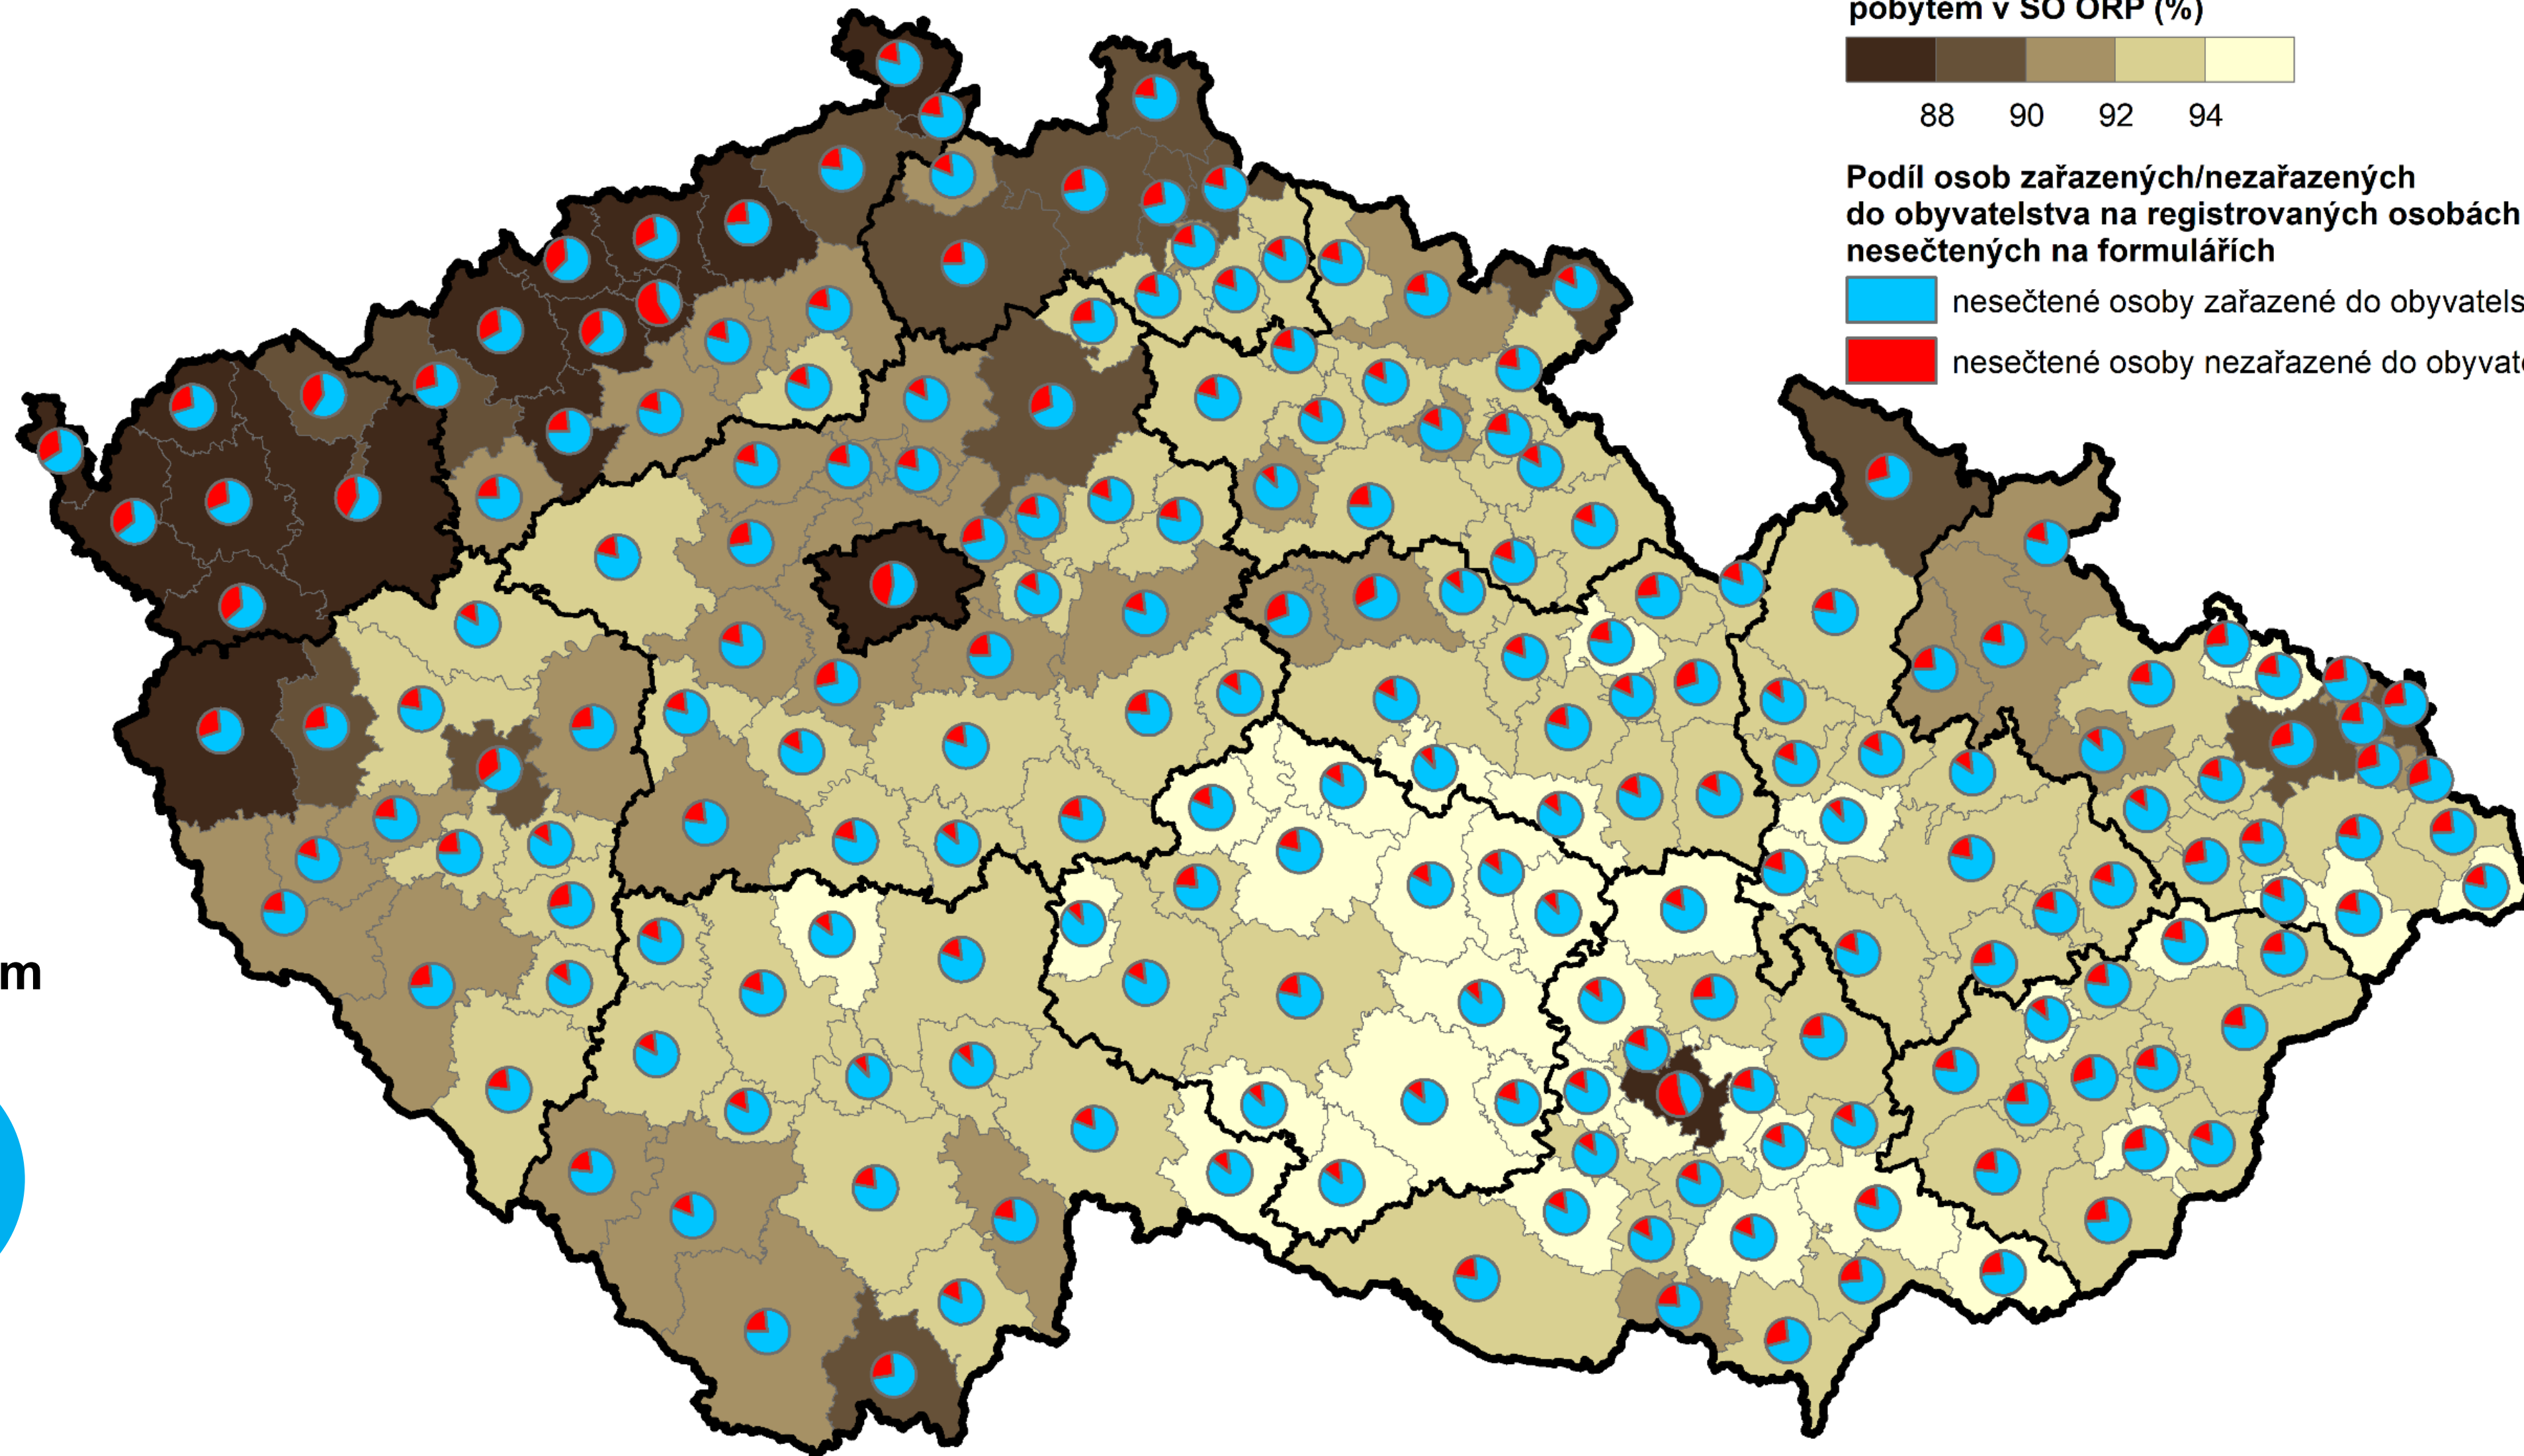 pobytem v SO ORP (%)
88 90 92 94
Podíl osob zařazených/nezařazených
do obyvatelstva na registrovaných osobách
nesečtených na formulářích
nesečtené osoby zařazené do obyvatels
nesečtené osoby nezařazené do obyvate
m